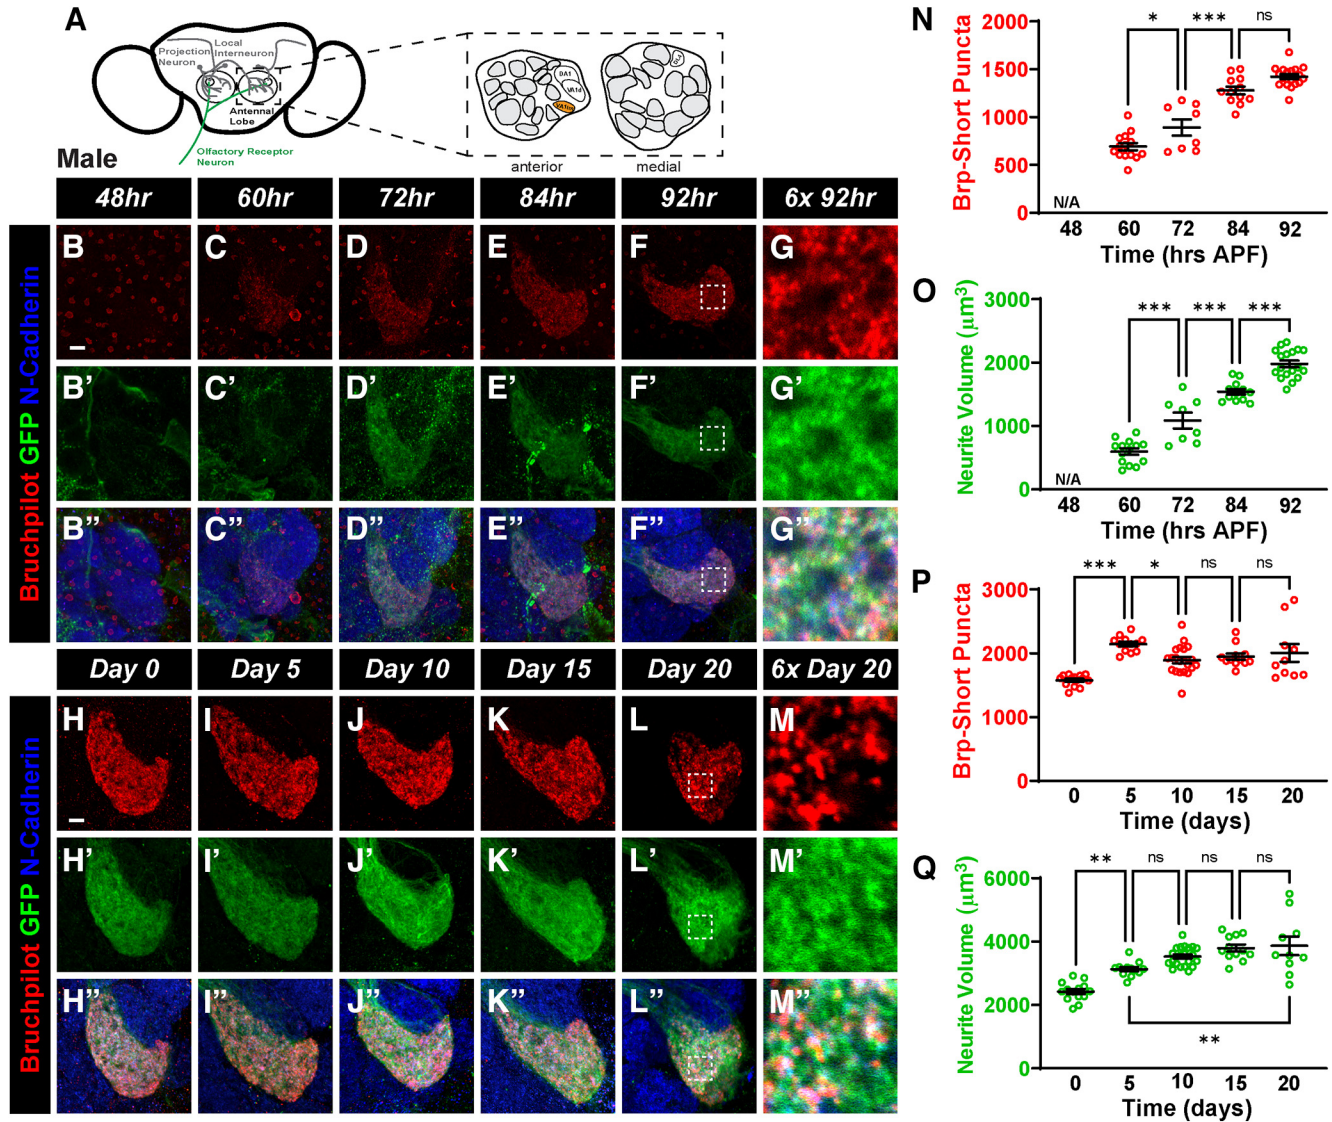 A
Projection
Neuron
Local
Interneuron
Antennal
Lobe
Olfactory Receptor
Neuron
DA1
VA1d
DL3
anterior
medial
Male
48hr 60hr 72hr 84hr 92hr 6x 92hr
Bruchpilot GFP N-Cadherin
B C D E F G
B' C' D' E' F' G'
B" C" D" E" F" G"
Day 0 Day 5 Day 10 Day 15 Day 20 6x Day 20
Bruchpilot GFP N-Cadherin
H I J K L M
H' I' J' K' L' M'
H" I" J" K" L" M"
N
* *** ns
Brp-Short Puncta
2000
1500
1000
500
0
N/A
48 60 72 84 92
Time (hrs APF)
O
*** *** ***
Neurite Volume (µm³)
3000
2000
1000
0
N/A
48 60 72 84 92
Time (hrs APF)
P
*** * ns ns
Brp-Short Puncta
3000
2000
1000
0
0 5 10 15 20
Time (days)
Q
** ns ns ns
Neurite Volume (µm³)
6000
4000
2000
0
**
0 5 10 15 20
Time (days)